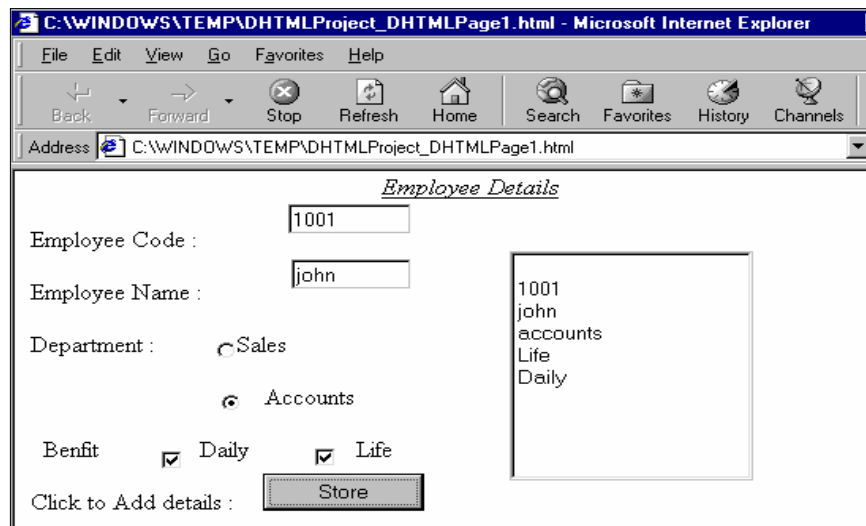 C:\WINDOWS\TEMP\DHTMLProject_DHTMLPage1.html - Microsoft Internet Explorer
File Edit View Go Favorites Help
Back Forward Stop Refresh Home Search Favorites History Channels
Address C:\WINDOWS\TEMP\DHTMLProject_DHTMLPage1.html
Employee Details
Employee Code : 1001
Employee Name : john
Department : Sales
Accounts
Benfit Daily Life
Click to Add details : Store
1001
john
accounts
Life
Daily